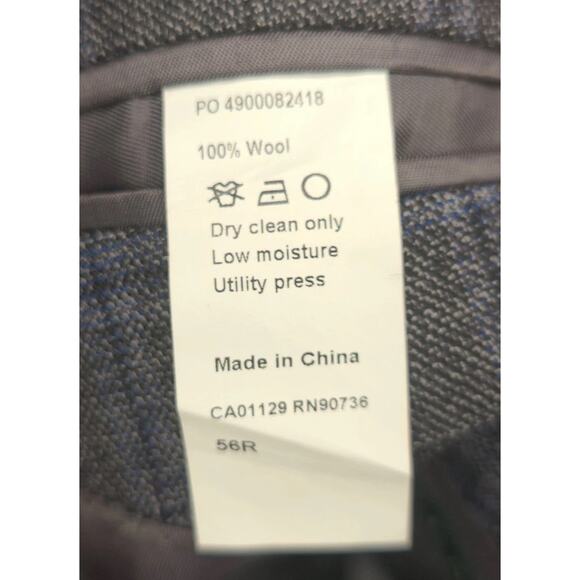 PO 4900082418
100% Wool
Dry clean only
Low moisture
Utility press
Made in China
CA01129 RN90736
56R